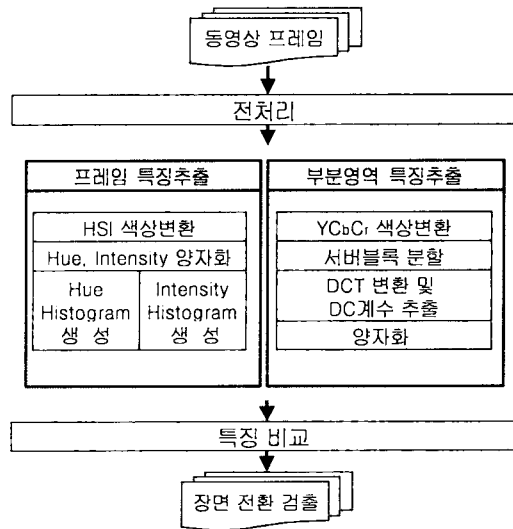 동영상 프레임
전처리
프레임 특징추출
HSI 색상변환
Hue, Intensity 양자화
Hue
Histogram
생 성
Intensity
Histogram
생 성
부분영역 특징추출
YCbCr 색상변환
서버블록 분할
DCT 변환 및
DC계수 추출
양자화
특징 비교
장면 전환 검출